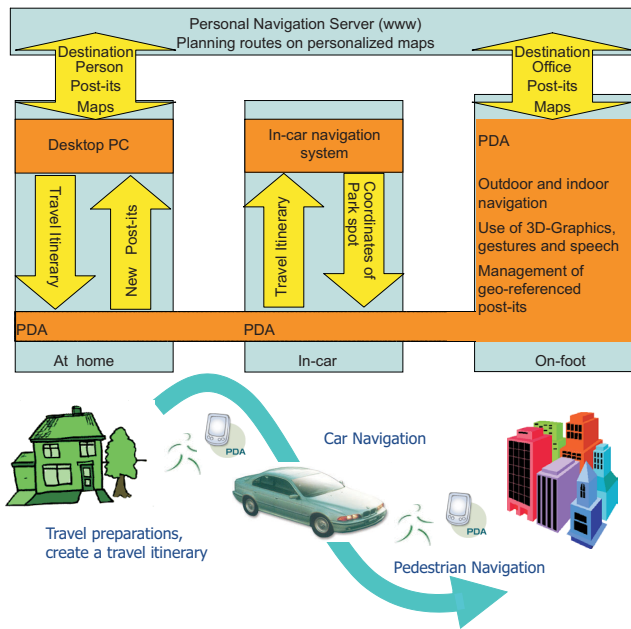 Personal Navigation Server (www)
Planning routes on personalized maps
Destination
Person
Post-its
Maps
Destination
Office
Post-its
Maps
Desktop PC
In-car navigation
system
PDA
Outdoor and indoor
navigation
Use of 3D-Graphics,
gestures and speech
Management of
geo-referenced
post-its
Travel Itinerary
New Post-its
Travel Itinerary
Coordinates of
Park spot
PDA
PDA
At home
In-car
On-foot
PDA
Car Navigation
PDA
Travel preparations,
create a travel itinerary
Pedestrian Navigation